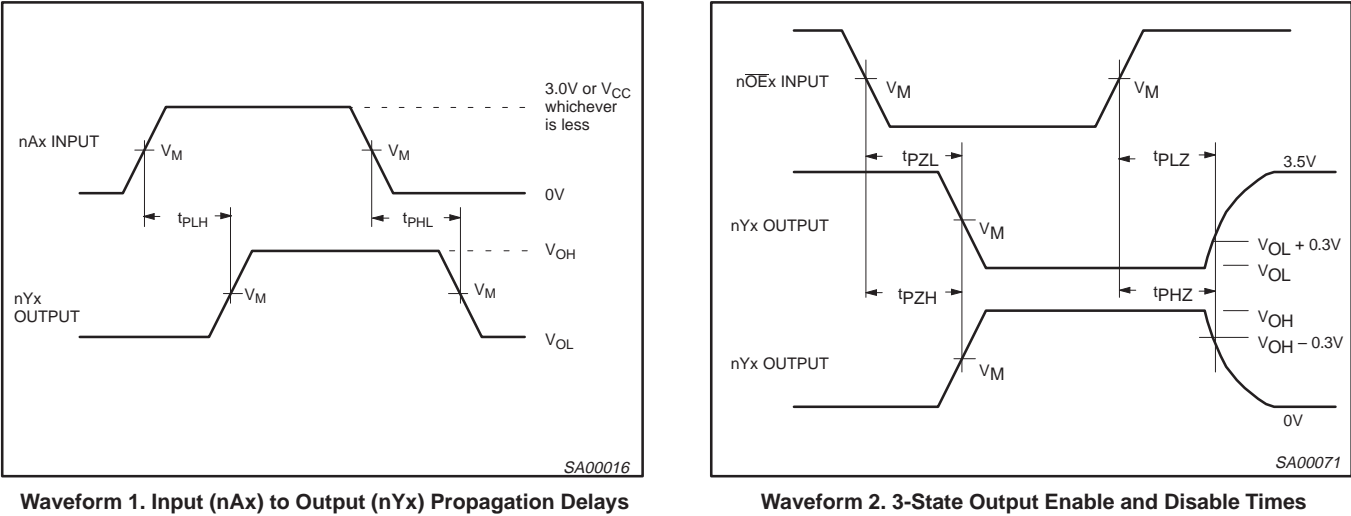 3.0V or VCC
whichever
is less
nAx INPUT
VM
VM
0V
tPLH
tPHL
VOH
nYx
OUTPUT
VM
VM
VOL
SA00016
Waveform 1. Input (nAx) to Output (nYx) Propagation Delays
nO̅E̅x INPUT
VM
VM
tPZL
tPLZ
3.5V
nYx OUTPUT
VM
VOL + 0.3V
VOL
tPZH
tPHZ
VOH
VOH – 0.3V
nYx OUTPUT
VM
0V
SA00071
Waveform 2. 3-State Output Enable and Disable Times